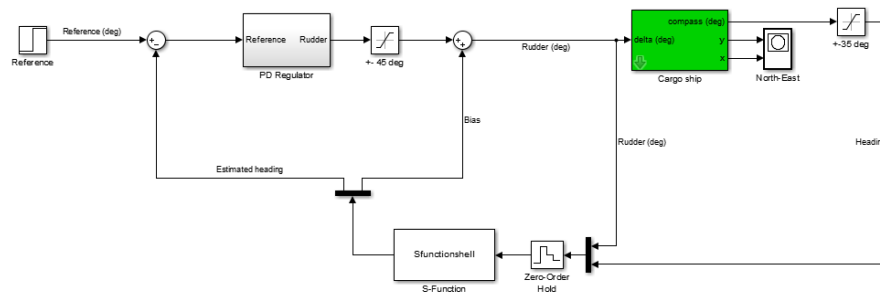 Reference (deg)
Reference
Reference Rudder
PD Regulator
+- 45 deg
Rudder (deg)
compass (deg)
delta (deg)
y
x
Cargo ship
North-East
+-35 deg
Bias
Rudder (deg)
Estimated heading
Sfunctionshell
S-Function
Zero-Order
Hold